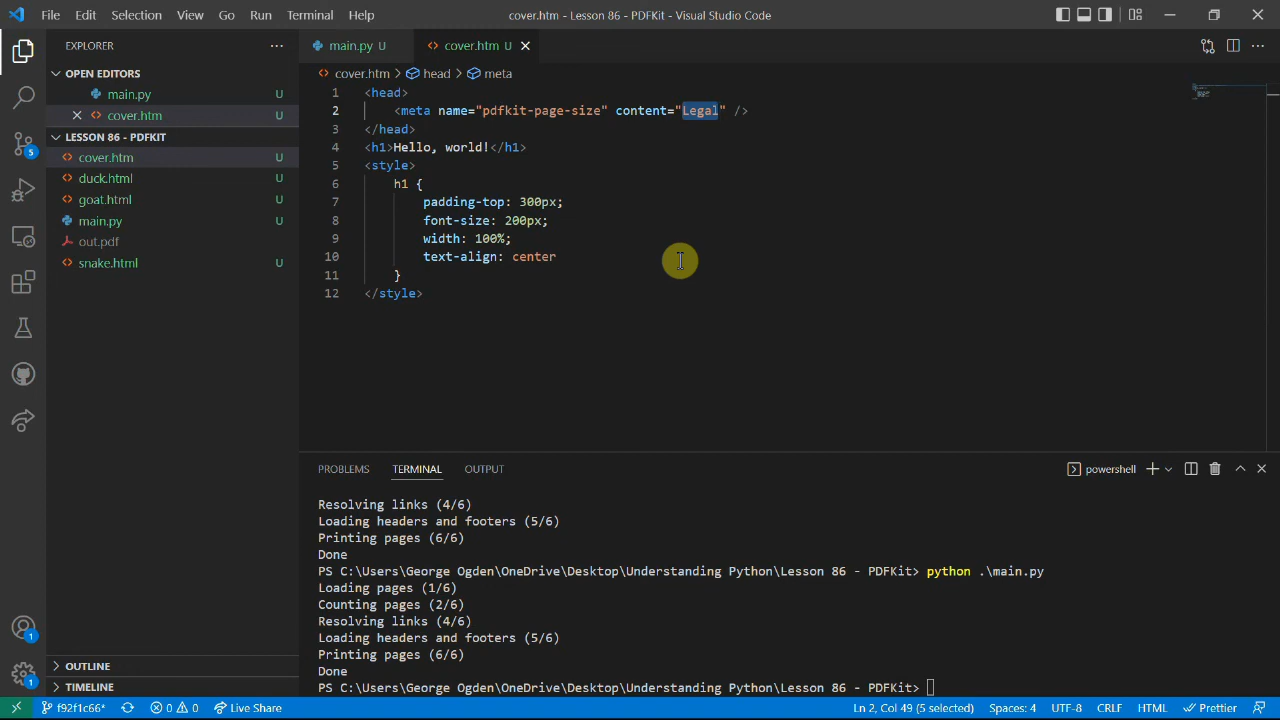 File Edit Selection View Go Run Terminal Help
cover.htm - Lesson 86 - PDFKit - Visual Studio Code
EXPLORER
OPEN EDITORS
main.py U
cover.htm U
LESSON 86 - PDFKIT
cover.htm U
duck.html U
goat.html U
main.py U
out.pdf
snake.html U
OUTLINE
TIMELINE
5
1
1
main.py U
cover.htm U
cover.htm > head > meta
1 <head>
2 <meta name="pdfkit-page-size" content="Legal" />
3 </head>
4 <h1>Hello, world!</h1>
5 <style>
6 h1 {
7 padding-top: 300px;
8 font-size: 200px;
9 width: 100%;
10 text-align: center
11 }
12 </style>
PROBLEMS TERMINAL OUTPUT
powershell
Resolving links (4/6)
Loading headers and footers (5/6)
Printing pages (6/6)
Done
PS C:\Users\George Ogden\OneDrive\Desktop\Understanding Python\Lesson 86 - PDFKit> python .\main.py
Loading pages (1/6)
Counting pages (2/6)
Resolving links (4/6)
Loading headers and footers (5/6)
Printing pages (6/6)
Done
PS C:\Users\George Ogden\OneDrive\Desktop\Understanding Python\Lesson 86 - PDFKit>
f92f1c66* 0 0 Live Share Ln 2, Col 49 (5 selected) Spaces: 4 UTF-8 CRLF HTML Prettier